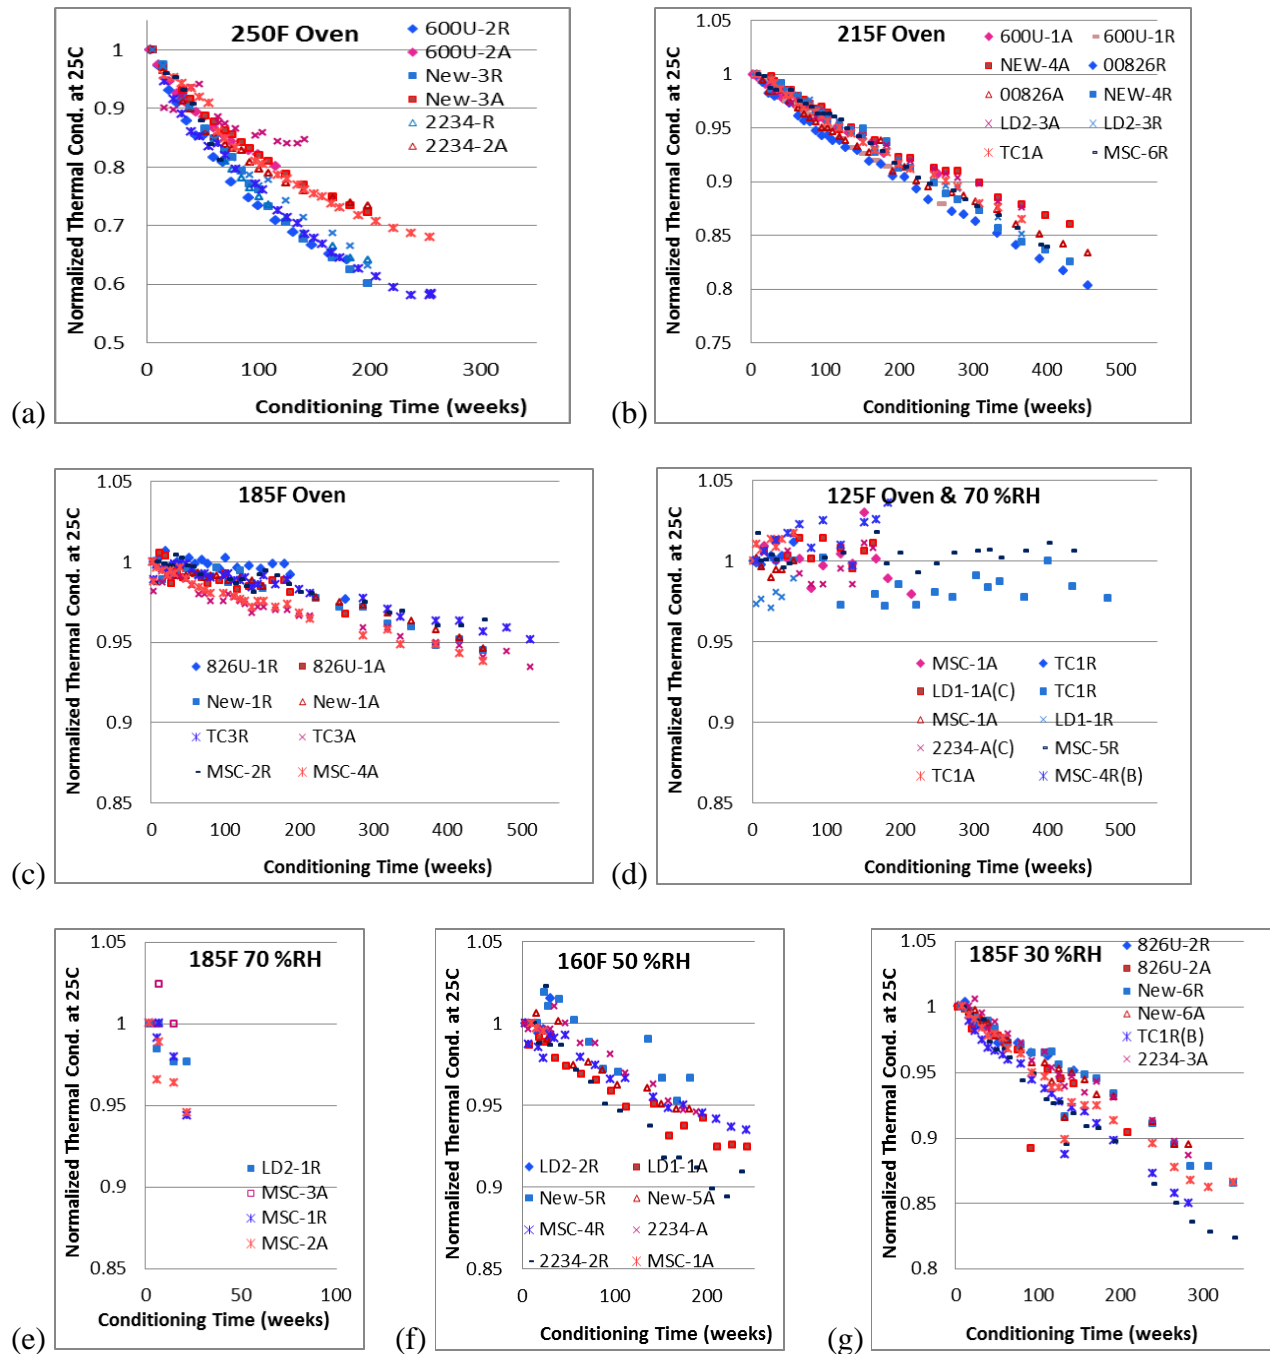 250F Oven
Normalized Thermal Cond. at 25C
1
0.9
0.8
0.7
0.6
0.5
0 100 200 300
Conditioning Time (weeks)
600U-2R
600U-2A
New-3R
New-3A
2234-R
2234-2A
(a)
215F Oven
Normalized Thermal Cond. at 25C
1.05
1
0.95
0.9
0.85
0.8
0.75
0 100 200 300 400 500
Conditioning Time (weeks)
600U-1A 600U-1R
NEW-4A 00826R
00826A NEW-4R
LD2-3A LD2-3R
TC1A MSC-6R
(b)
185F Oven
Normalized Thermal Cond. at 25C
1.05
1
0.95
0.9
0.85
0 100 200 300 400 500
Conditioning Time (weeks)
826U-1R 826U-1A
New-1R New-1A
TC3R TC3A
MSC-2R MSC-4A
(c)
125F Oven & 70 %RH
Normalized Thermal Cond. at 25C
1.05
1
0.95
0.9
0.85
0 100 200 300 400 500
Conditioning Time (weeks)
MSC-1A TC1R
LD1-1A(C) TC1R
MSC-1A LD1-1R
2234-A(C) MSC-5R
TC1A MSC-4R(B)
(d)
185F 70 %RH
Normalized Thermal Cond. at 25C
1.05
1
0.95
0.9
0.85
0 100
Conditioning Time (weeks)
LD2-1R
MSC-3A
MSC-1R
MSC-2A
(e)
160F 50 %RH
Normalized Thermal Cond. at 25C
1.05
1
0.95
0.9
0.85
0 100 200
Conditioning Time (weeks)
LD2-2R LD1-1A
New-5R New-5A
MSC-4R 2234-A
2234-2R MSC-1A
(f)
185F 30 %RH
Normalized Thermal Cond. at 25C
1.05
1
0.95
0.9
0.85
0.8
0 100 200 300
Conditioning Time (weeks)
826U-2R
826U-2A
New-6R
New-6A
TC1R(B)
2234-3A
(g)